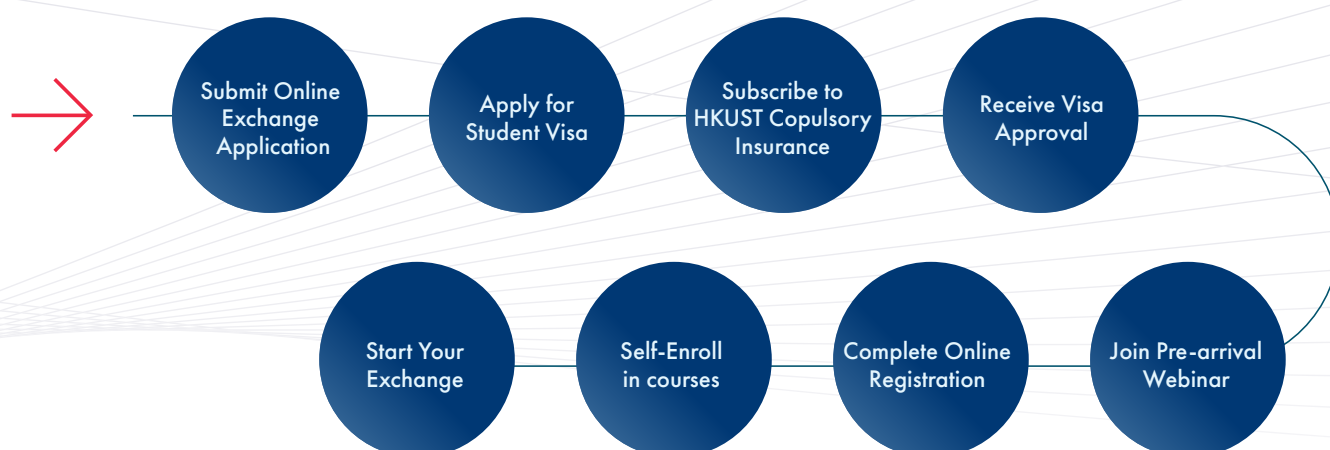 Submit Online
Exchange
Application
Apply for
Student Visa
Subscribe to
HKUST Copulsory
Insurance
Receive Visa
Approval
Join Pre-arrival
Webinar
Complete Online
Registration
Self-Enroll
in courses
Start Your
Exchange